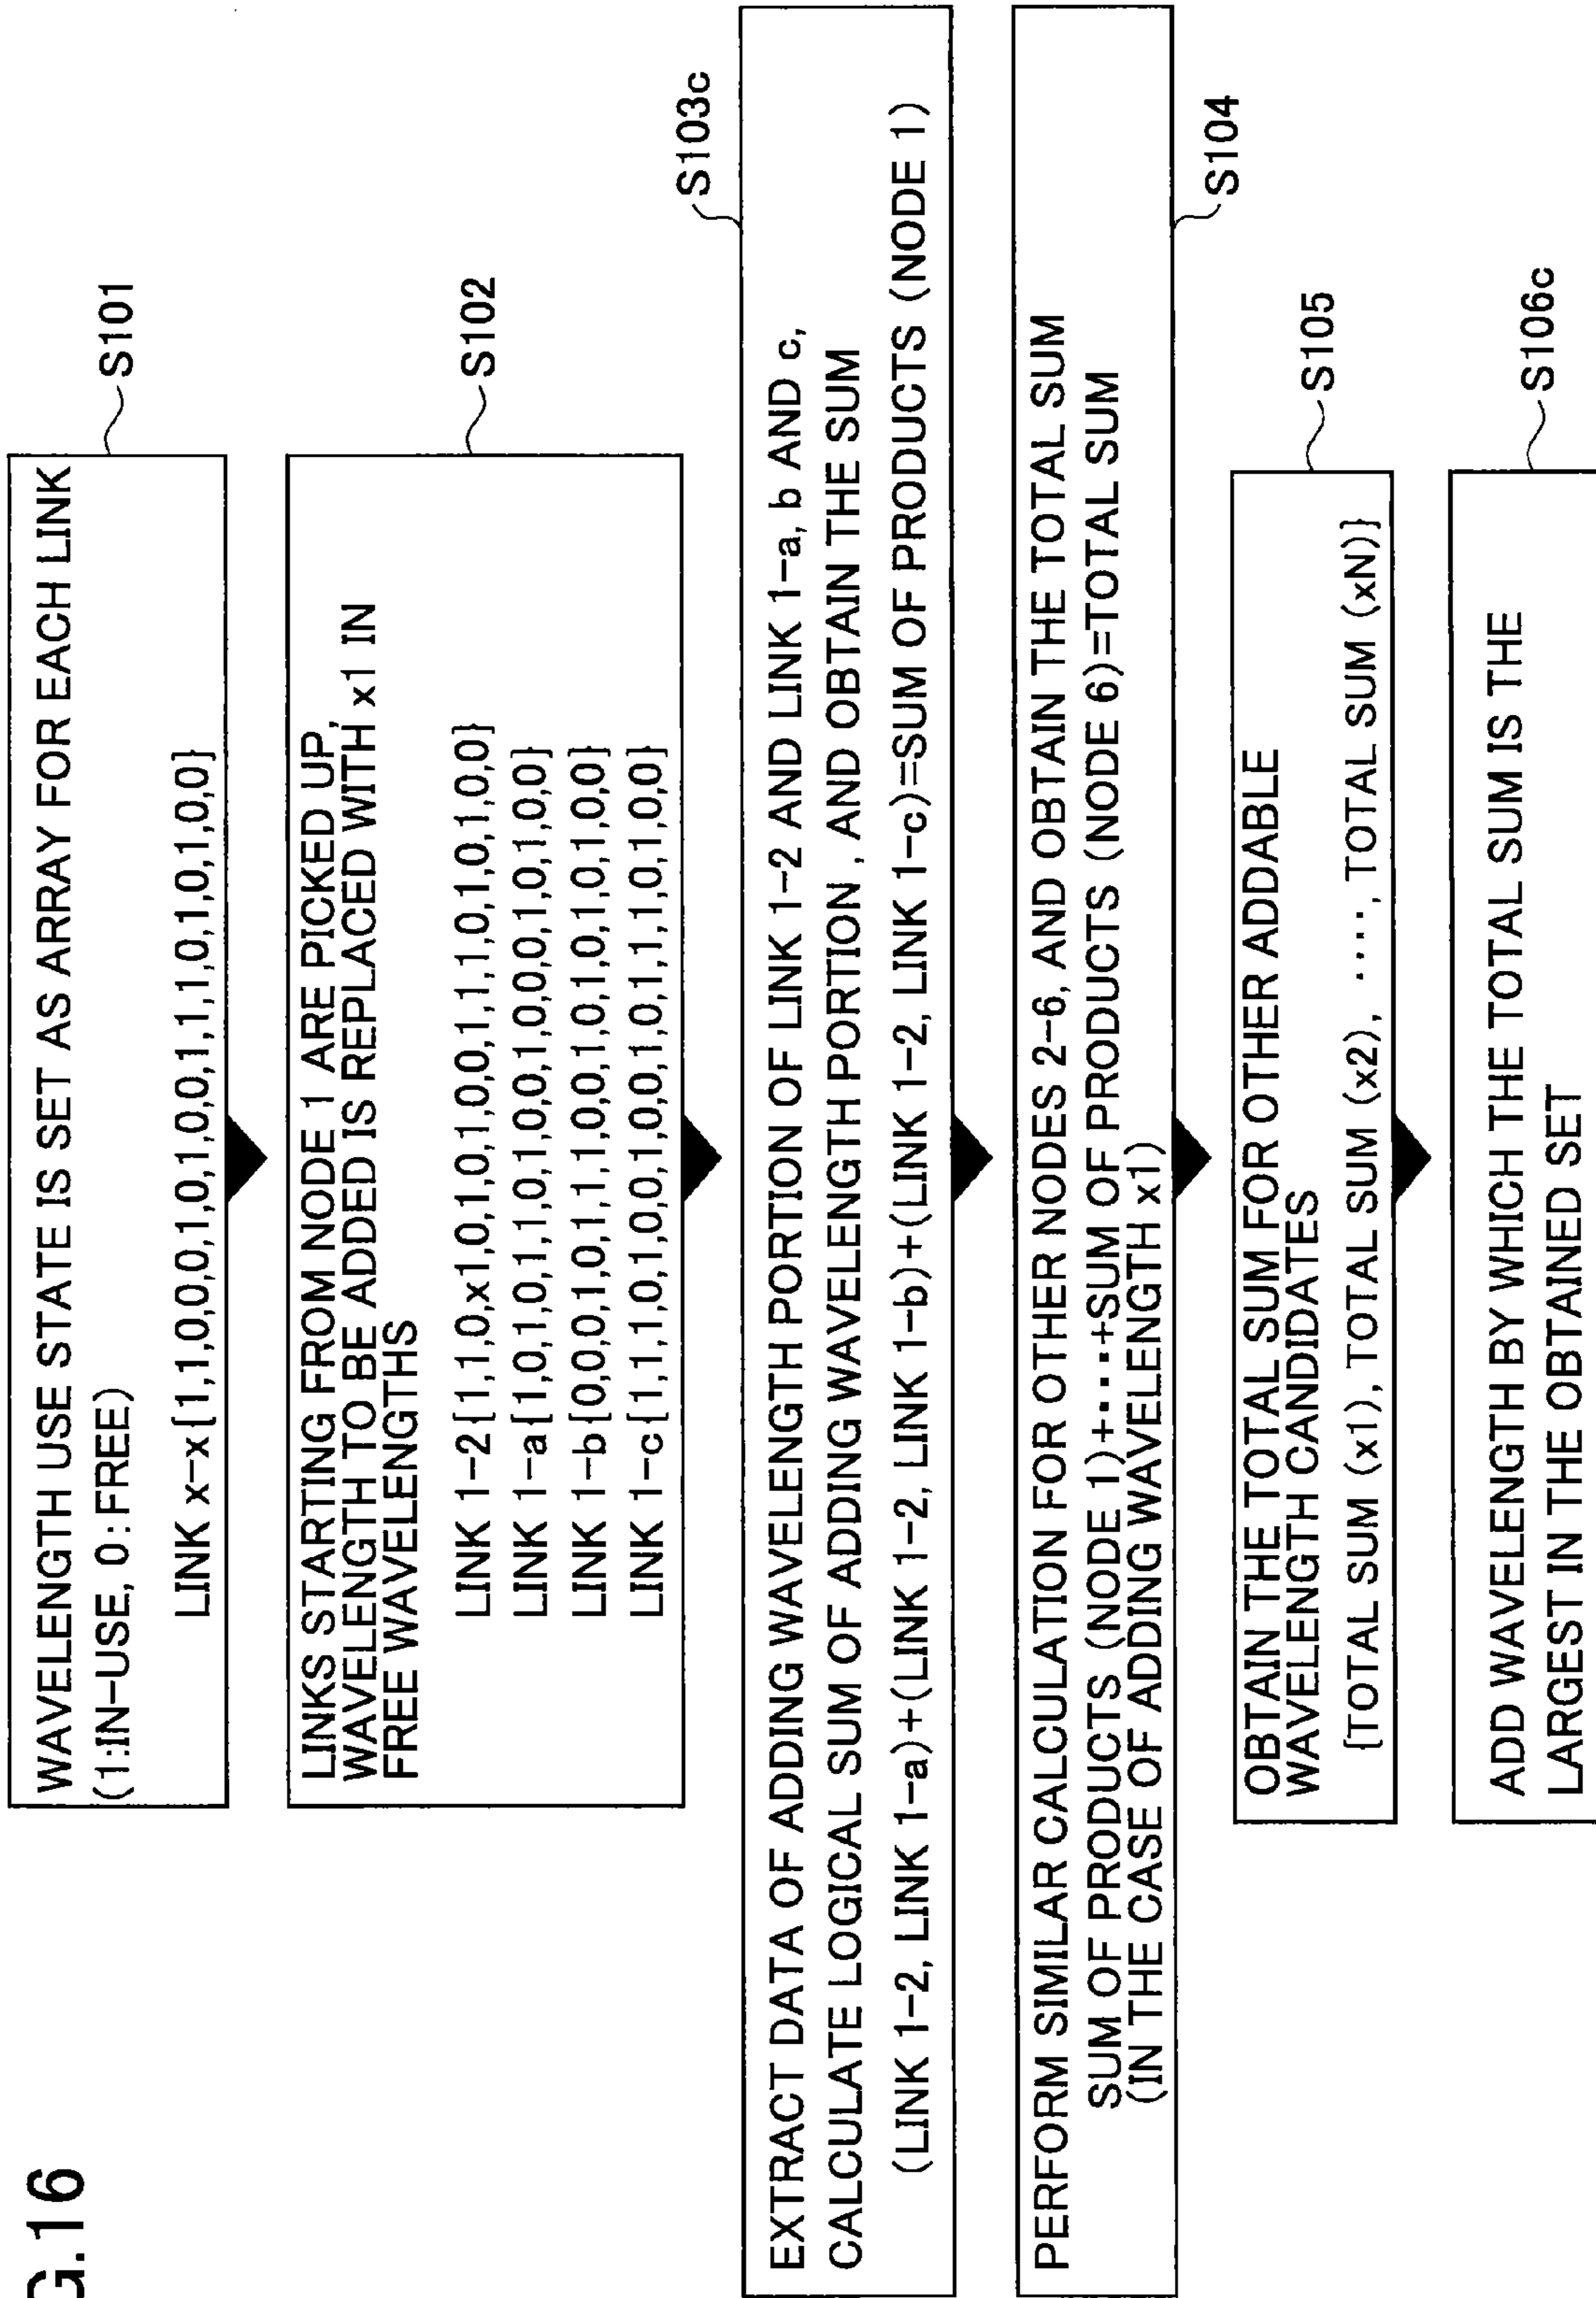 G.16
WAVELENGTH USE STATE IS SET AS ARRAY FOR EACH LINK
(1:IN-USE, 0:FREE)
LINK x-x{1,1,0,0,0,1,0,1,0,1,0,0,1,1,1,0,1,0,1,0,0}
S101
LINKS STARTING FROM NODE 1 ARE PICKED UP,
WAVELENGTH TO BE ADDED IS REPLACED WITH x1 IN
FREE WAVELENGTHS
LINK 1-2{1,1,0,x1,0,1,0,1,0,1,0,0,1,1,1,0,1,0,1,0,0}
LINK 1-a{1,0,1,0,1,1,0,1,0,0,1,0,0,0,1,0,1,0,0}
LINK 1-b{0,0,0,1,0,1,1,1,0,0,1,0,1,0,1,0,1,0,0}
LINK 1-c{1,1,1,0,1,0,0,1,0,0,1,0,1,1,1,0,1,0,0}
S102
EXTRACT DATA OF ADDING WAVELENGTH PORTION OF LINK 1-2 AND LINK 1-a, b AND c,
CALCULATE LOGICAL SUM OF ADDING WAVELENGTH PORTION , AND OBTAIN THE SUM
(LINK 1-2, LINK 1-a)+(LINK 1-2, LINK 1-b)+(LINK 1-2, LINK 1-c)=SUM OF PRODUCTS (NODE 1)
S103c
PERFORM SIMILAR CALCULATION FOR OTHER NODES 2-6, AND OBTAIN THE TOTAL SUM
SUM OF PRODUCTS (NODE 1)+····+SUM OF PRODUCTS (NODE 6)=TOTAL SUM
(IN THE CASE OF ADDING WAVELENGTH x1)
S104
OBTAIN THE TOTAL SUM FOR OTHER ADDABLE
WAVELENGTH CANDIDATES
{TOTAL SUM (x1), TOTAL SUM (x2), ····, TOTAL SUM (xN)}
S105
ADD WAVELENGTH BY WHICH THE TOTAL SUM IS THE
LARGEST IN THE OBTAINED SET
S106c